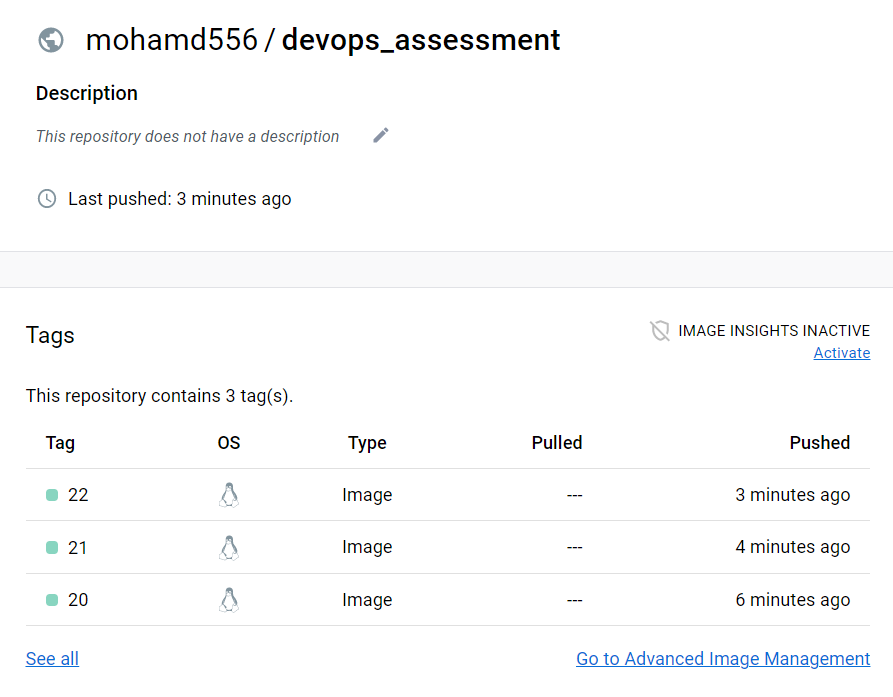 mohamd556 / devops_assessment
Description
This repository does not have a description
Last pushed: 3 minutes ago
Tags
IMAGE INSIGHTS INACTIVE
Activate
This repository contains 3 tag(s).
Tag OS Type Pulled Pushed
22 Image --- 3 minutes ago
21 Image --- 4 minutes ago
20 Image --- 6 minutes ago
See all Go to Advanced Image Management